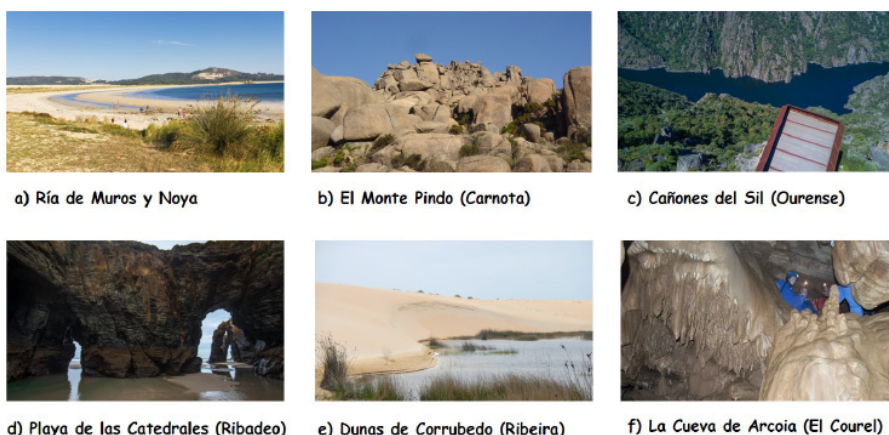 a) Ría de Muros y Noya
b) El Monte Pindo (Carnota)
c) Cañones del Sil (Ourense)
d) Playa de las Catedrales (Ribadeo)
e) Dunas de Corrubedo (Ribeira)
f) La Cueva de Arcoia (El Courel)